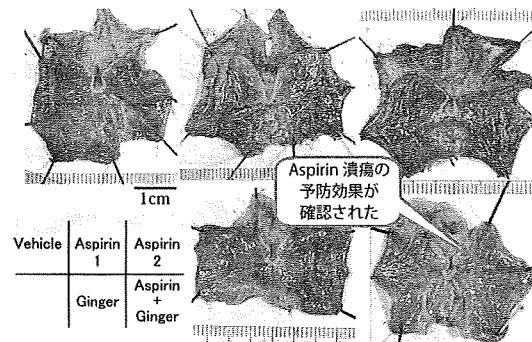 1cm
Aspirin 潰瘍の
予防効果が
確認された
Vehicle
Aspirin
1
Aspirin
2
Ginger
Aspirin
+
Ginger